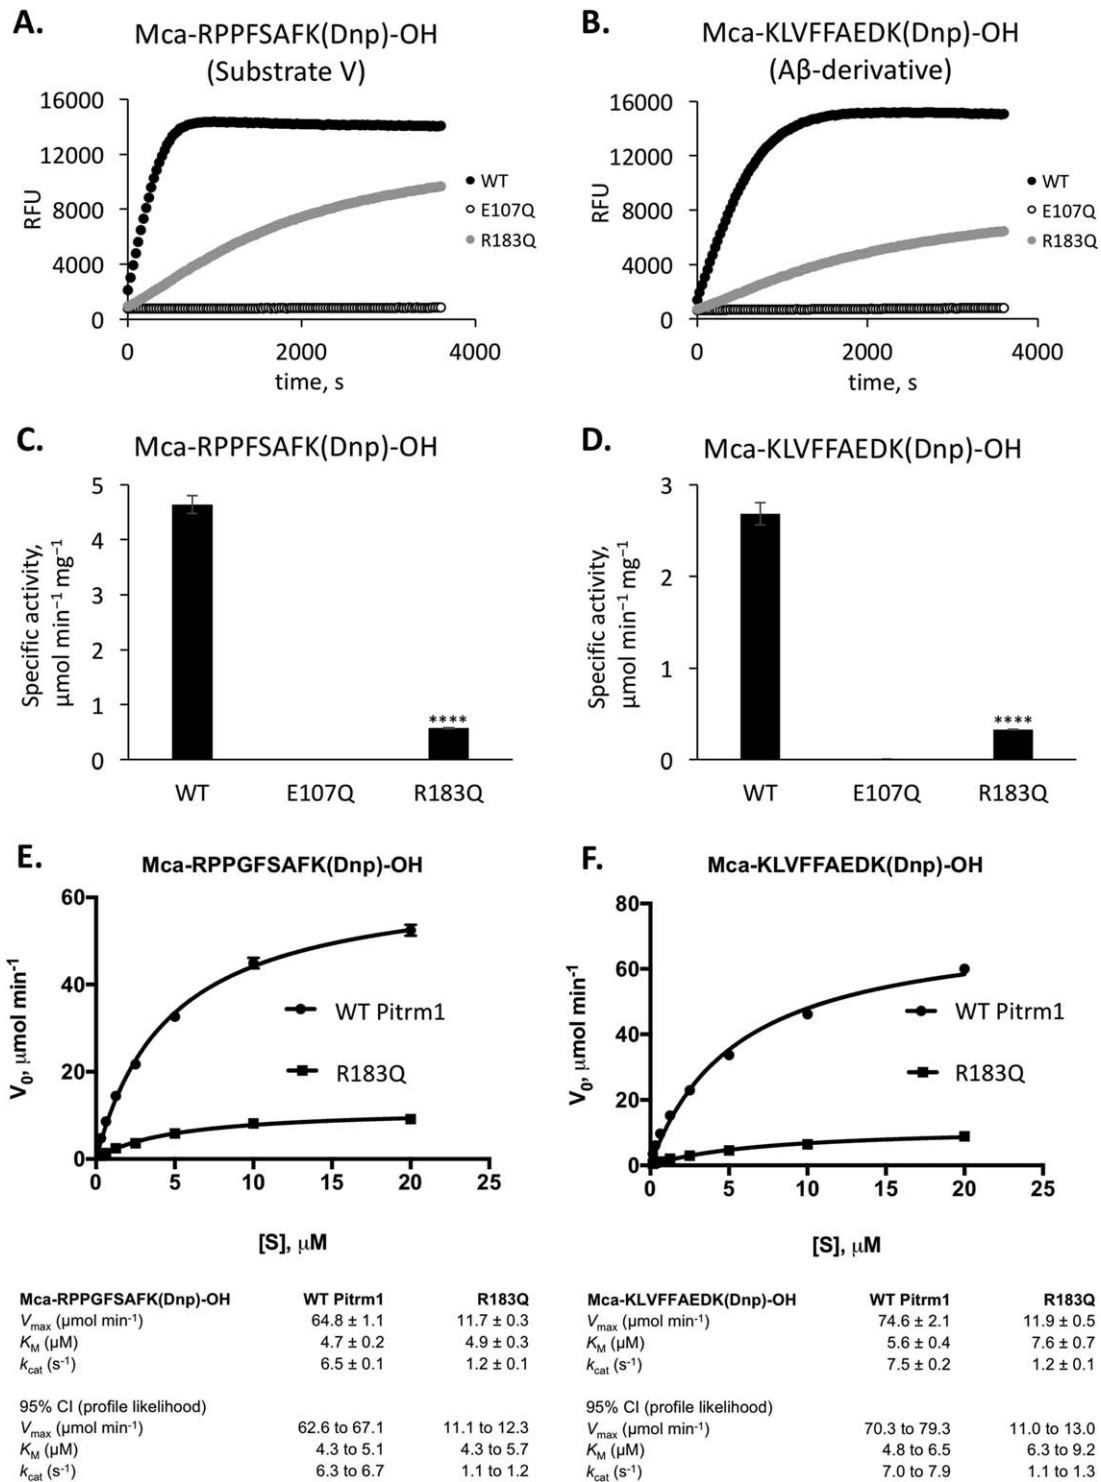 A.
Mca-RPPFSAFK(Dnp)-OH
(Substrate V)
16000
12000
8000
4000
0
RFU
0 2000 4000
time, s
WT
E107Q
R183Q
B.
Mca-KLVFFAEDK(Dnp)-OH
(Aβ-derivative)
16000
12000
8000
4000
0
RFU
0 2000 4000
time, s
WT
E107Q
R183Q
C.
Mca-RPPFSAFK(Dnp)-OH
Specific activity,
µmol min⁻¹ mg⁻¹
5
4
3
2
1
0
****
WT E107Q R183Q
D.
Mca-KLVFFAEDK(Dnp)-OH
Specific activity,
µmol min⁻¹ mg⁻¹
3
2
1
0
****
WT E107Q R183Q
E.
Mca-RPPGFSAFK(Dnp)-OH
V₀, µmol min⁻¹
60
40
20
0
WT Pitrm1
R183Q
0 5 10 15 20 25
[S], µM
F.
Mca-KLVFFAEDK(Dnp)-OH
V₀, µmol min⁻¹
80
60
40
20
0
WT Pitrm1
R183Q
0 5 10 15 20 25
[S], µM
Mca-RPPGFSAFK(Dnp)-OH WT Pitrm1 R183Q
Vmax (µmol min⁻¹) 64.8 ± 1.1 11.7 ± 0.3
KM (µM) 4.7 ± 0.2 4.9 ± 0.3
kcat (s⁻¹) 6.5 ± 0.1 1.2 ± 0.1
95% CI (profile likelihood)
Vmax (µmol min⁻¹) 62.6 to 67.1 11.1 to 12.3
KM (µM) 4.3 to 5.1 4.3 to 5.7
kcat (s⁻¹) 6.3 to 6.7 1.1 to 1.2
Mca-KLVFFAEDK(Dnp)-OH WT Pitrm1 R183Q
Vmax (µmol min⁻¹) 74.6 ± 2.1 11.9 ± 0.5
KM (µM) 5.6 ± 0.4 7.6 ± 0.7
kcat (s⁻¹) 7.5 ± 0.2 1.2 ± 0.1
95% CI (profile likelihood)
Vmax (µmol min⁻¹) 70.3 to 79.3 11.0 to 13.0
KM (µM) 4.8 to 6.5 6.3 to 9.2
kcat (s⁻¹) 7.0 to 7.9 1.1 to 1.3